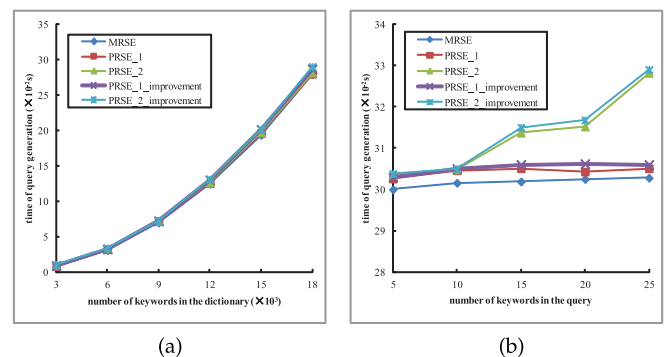 35
30
25
20
15
10
5
0
time of query generation (×10⁻²s)
MRSE
PRSE_1
PRSE_2
PRSE_1_improvement
PRSE_2_improvement
3 6 9 12 15 18
number of keywords in the dictionary (×10³)
(a)
34
33
32
31
30
29
28
time of query generation (×10⁻²s)
MRSE
PRSE_1
PRSE_2
PRSE_1_improvement
PRSE_2_improvement
5 10 15 20 25
number of keywords in the query
(b)